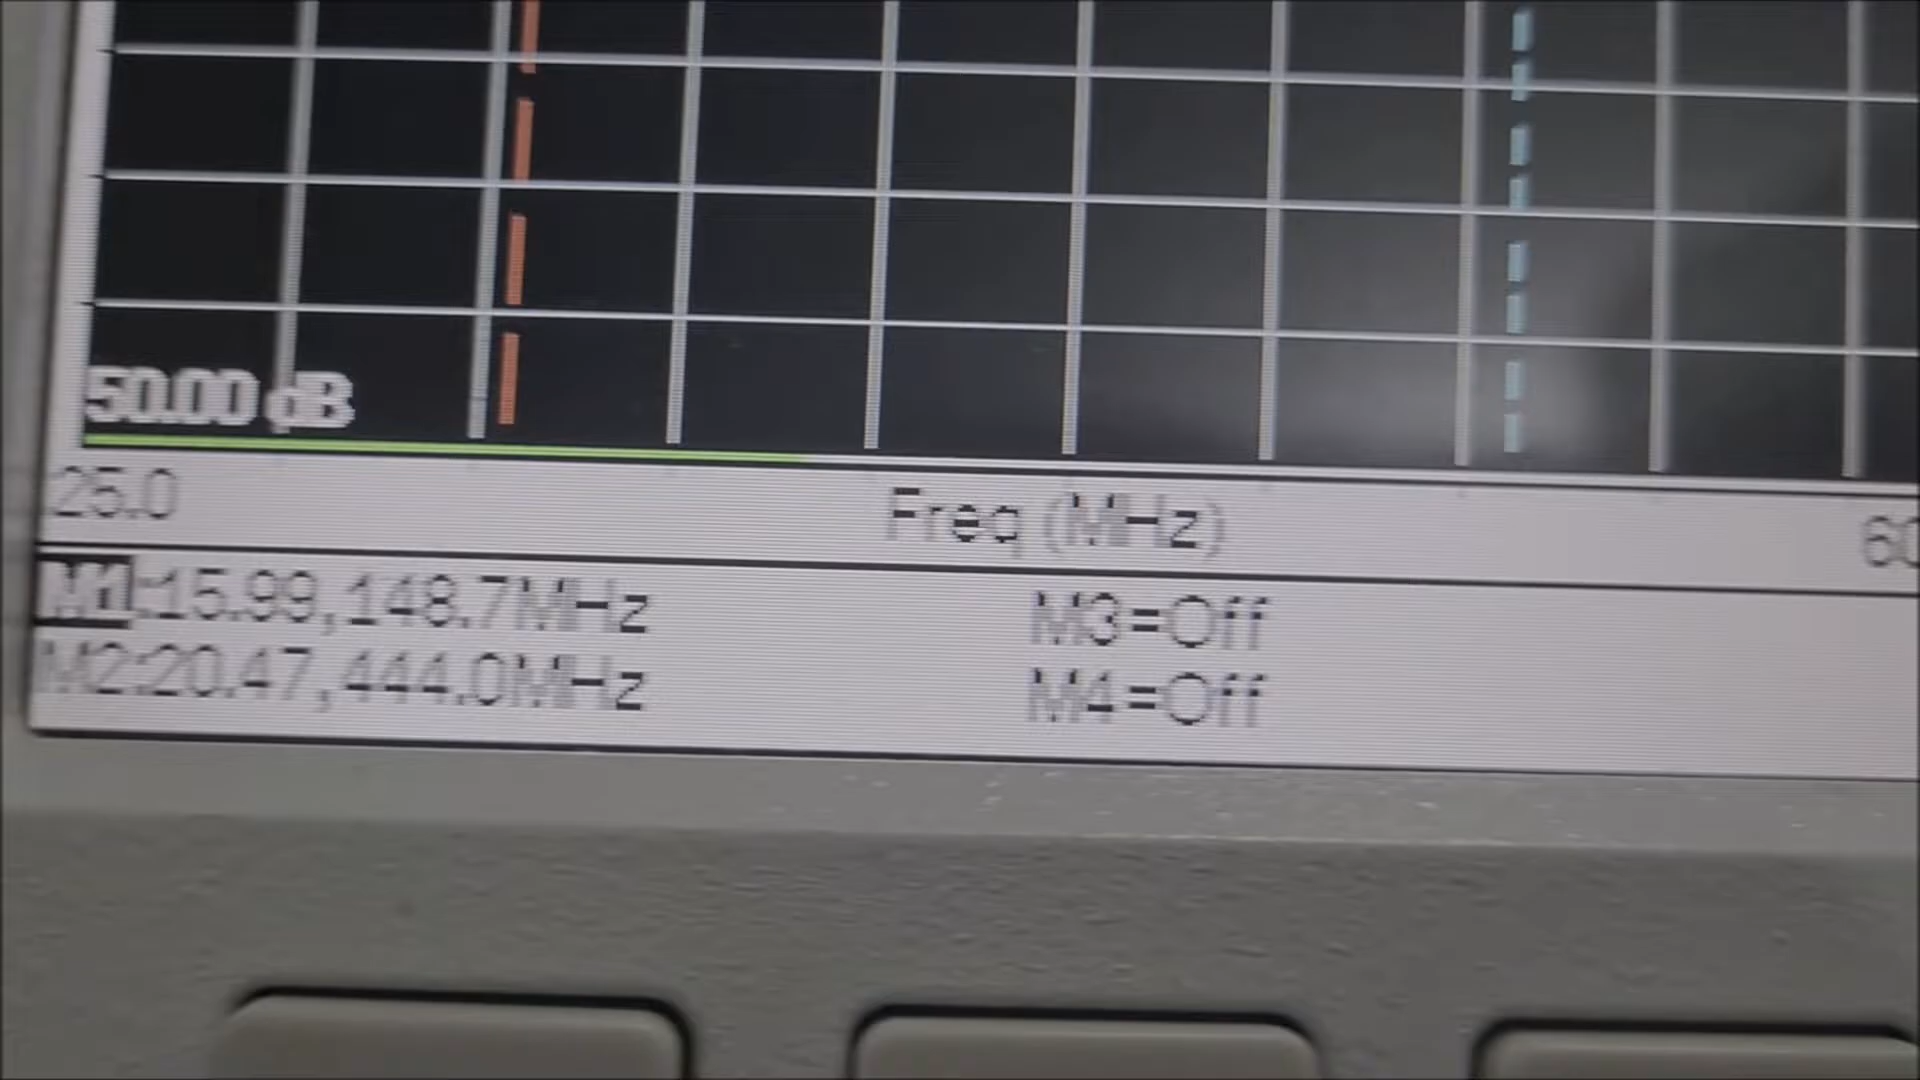 50.00 dB
25.0 Freq (MHz) 60
M1:15.99,148.7MHz M3=Off
M2:20.47,444.0MHz M4=Off